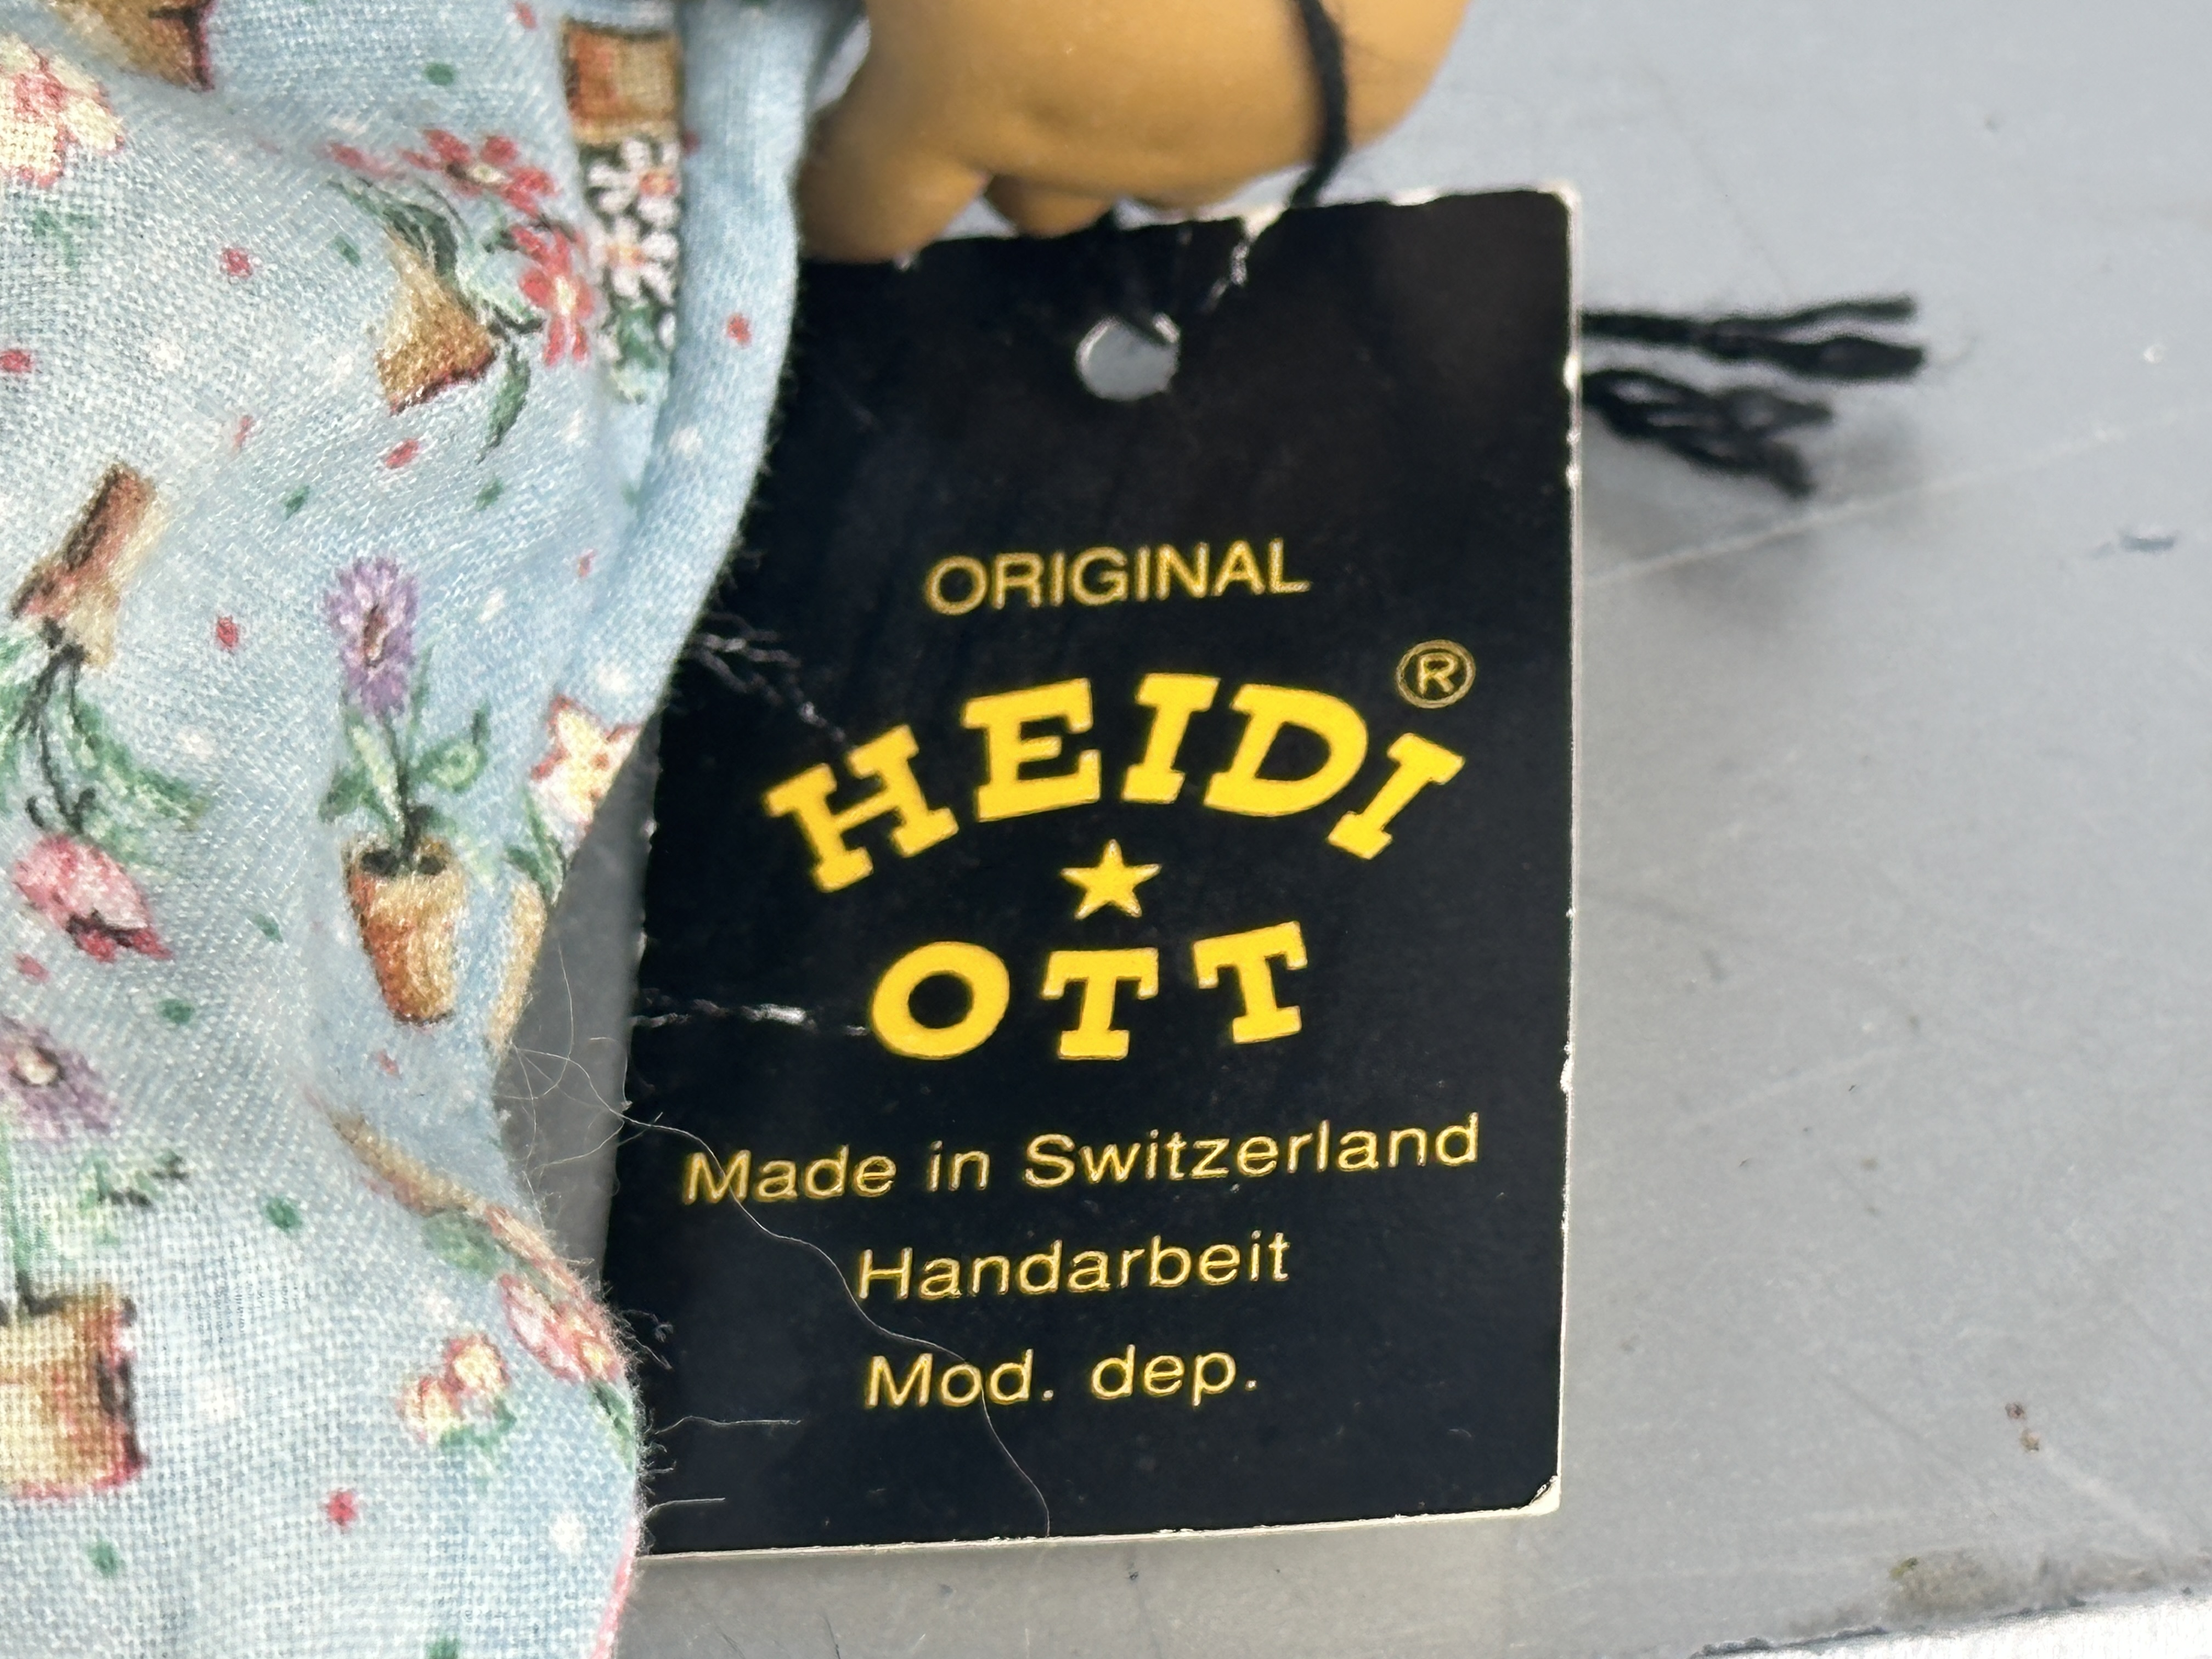 ORIGINAL
HEIDI ®
OTT
Made in Switzerland
Handarbeit
Mod. dep.